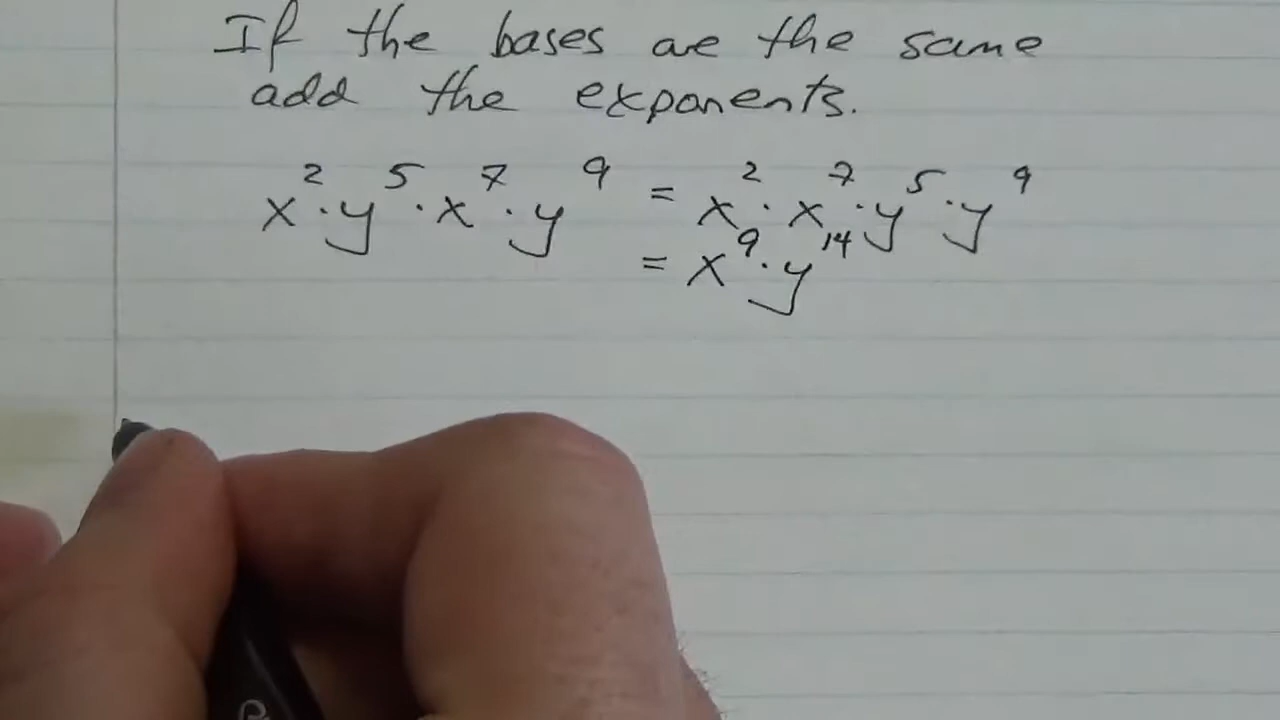 If the bases are the same
add the exponents.
x² · y⁵ · x⁷ · y⁹ = x² · x⁷ · y⁵ · y⁹
= x⁹ · y¹⁴